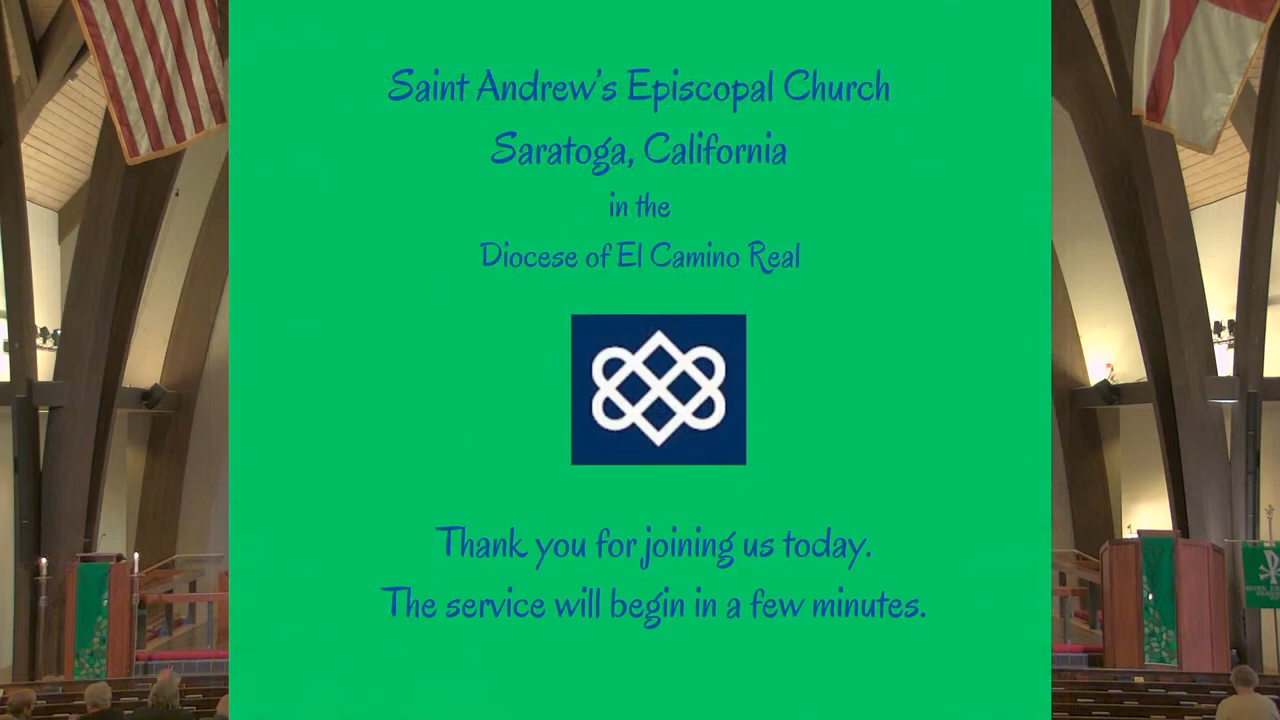 Saint Andrew's Episcopal Church
Saratoga, California
in the
Diocese of El Camino Real
Thank you for joining us today.
The service will begin in a few minutes.